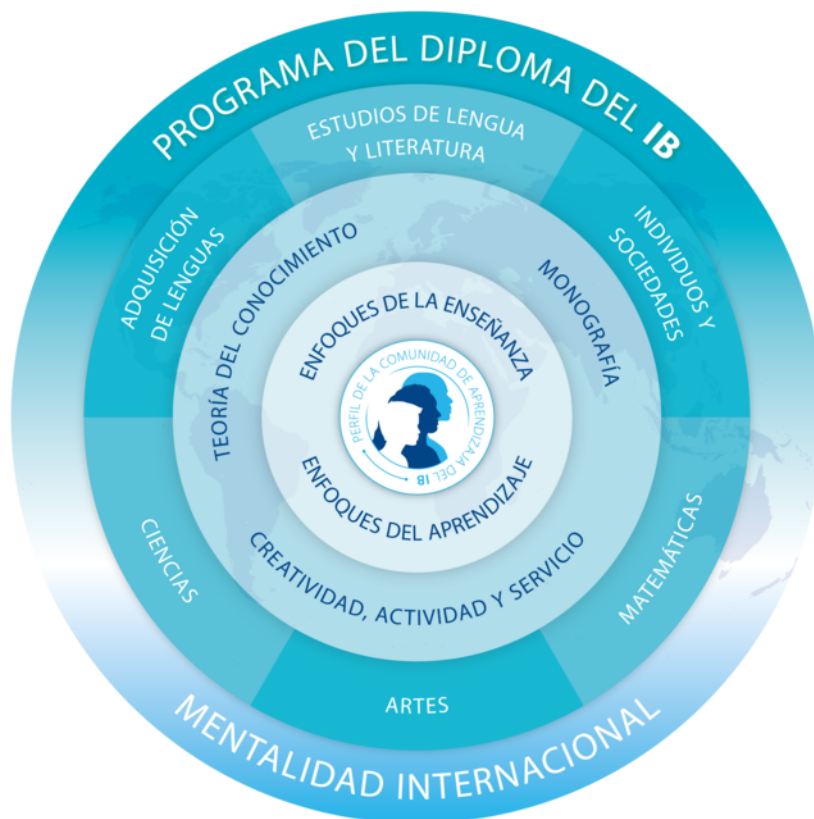 PROGRAMA DEL DIPLOMA DEL IB
ESTUDIOS DE LENGUA
Y LITERATURA
ADQUISICIÓN
DE LENGUAS
INDIVIDUOS Y
SOCIEDADES
TEORÍA DEL CONOCIMIENTO
MONOGRAFÍA
ENFOQUES DE LA ENSEÑANZA
PERFIL DE LA COMUNIDAD DE APRENDIZAJA DEL IB
ENFOQUES DEL APRENDIZAJE
CREATIVIDAD, ACTIVIDAD Y SERVICIO
CIENCIAS
MATEMÁTICAS
ARTES
MENTALIDAD INTERNACIONAL